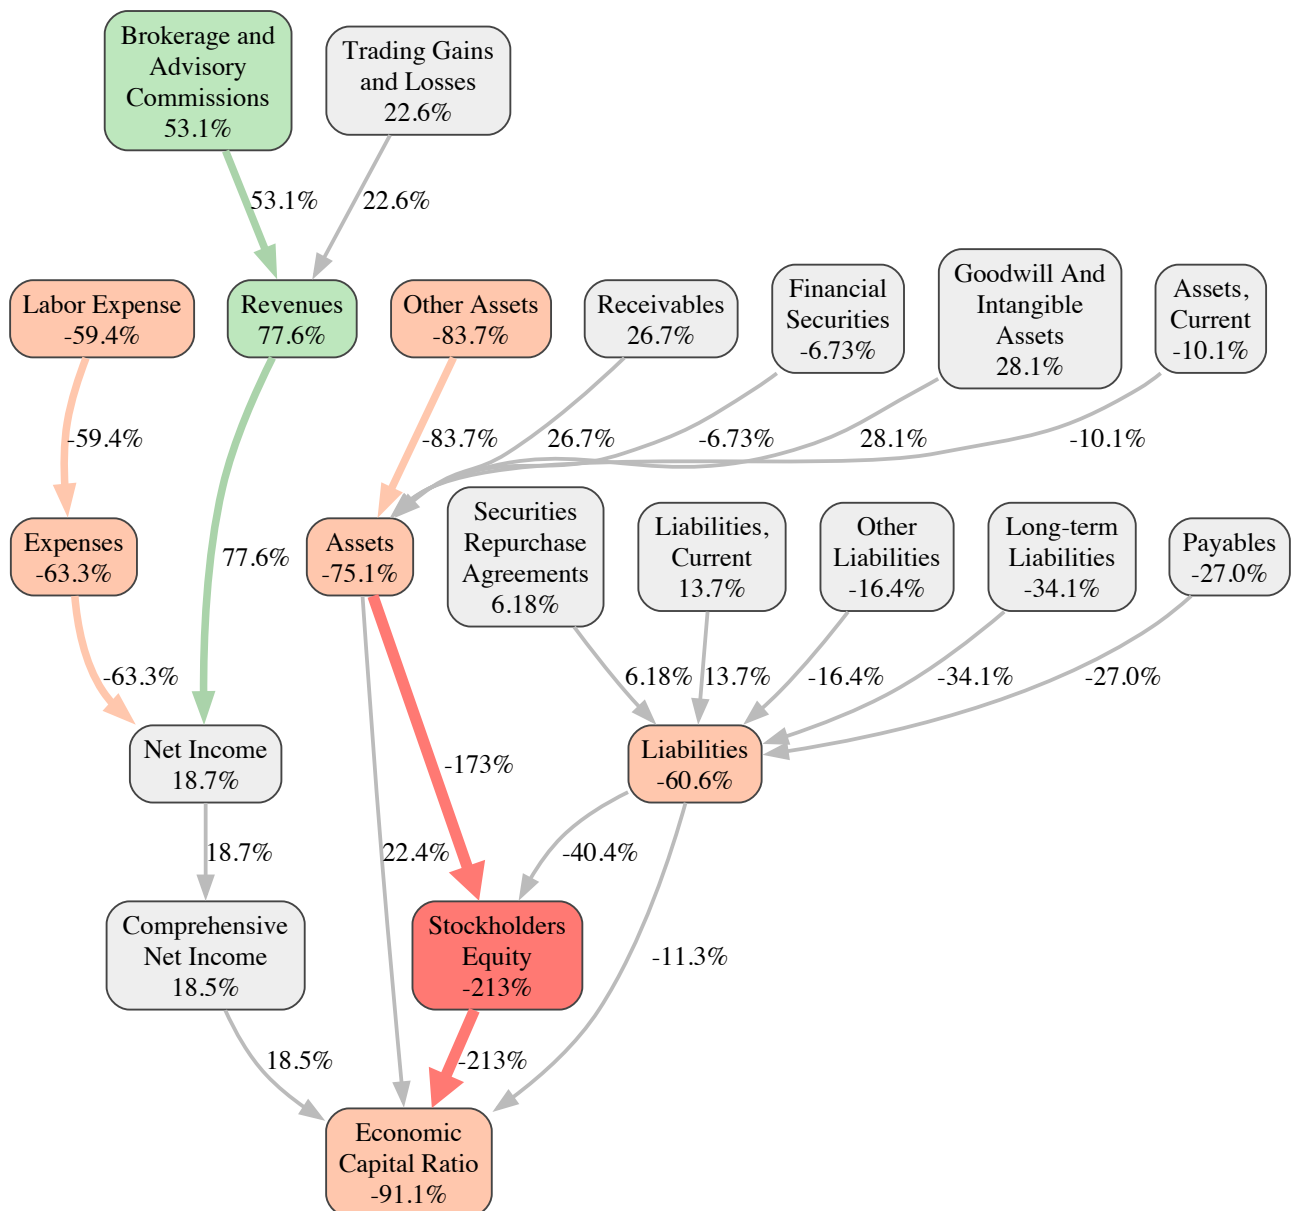 Brokerage and
Advisory
Commissions
53.1%
Trading Gains
and Losses
22.6%
53.1%
22.6%
Labor Expense
-59.4%
Revenues
77.6%
Other Assets
-83.7%
Receivables
26.7%
Financial
Securities
-6.73%
Goodwill And
Intangible
Assets
28.1%
Assets,
Current
-10.1%
-59.4%
-83.7%
26.7%
-6.73%
28.1%
-10.1%
Expenses
-63.3%
77.6%
Assets
-75.1%
Securities
Repurchase
Agreements
6.18%
Liabilities,
Current
13.7%
Other
Liabilities
-16.4%
Long-term
Liabilities
-34.1%
Payables
-27.0%
-63.3%
6.18%
13.7%
-16.4%
-34.1%
-27.0%
Net Income
18.7%
-173%
Liabilities
-60.6%
18.7%
22.4%
-40.4%
Comprehensive
Net Income
18.5%
Stockholders
Equity
-213%
-11.3%
18.5%
-213%
Economic
Capital Ratio
-91.1%